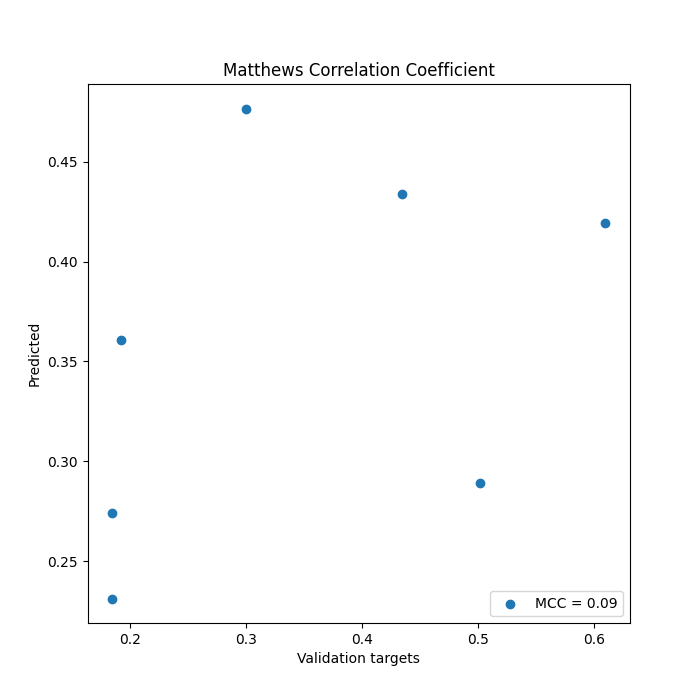 Matthews Correlation Coefficient
0.45
0.40
0.35
0.30
0.25
Predicted
MCC = 0.09
0.2 0.3 0.4 0.5 0.6
Validation targets